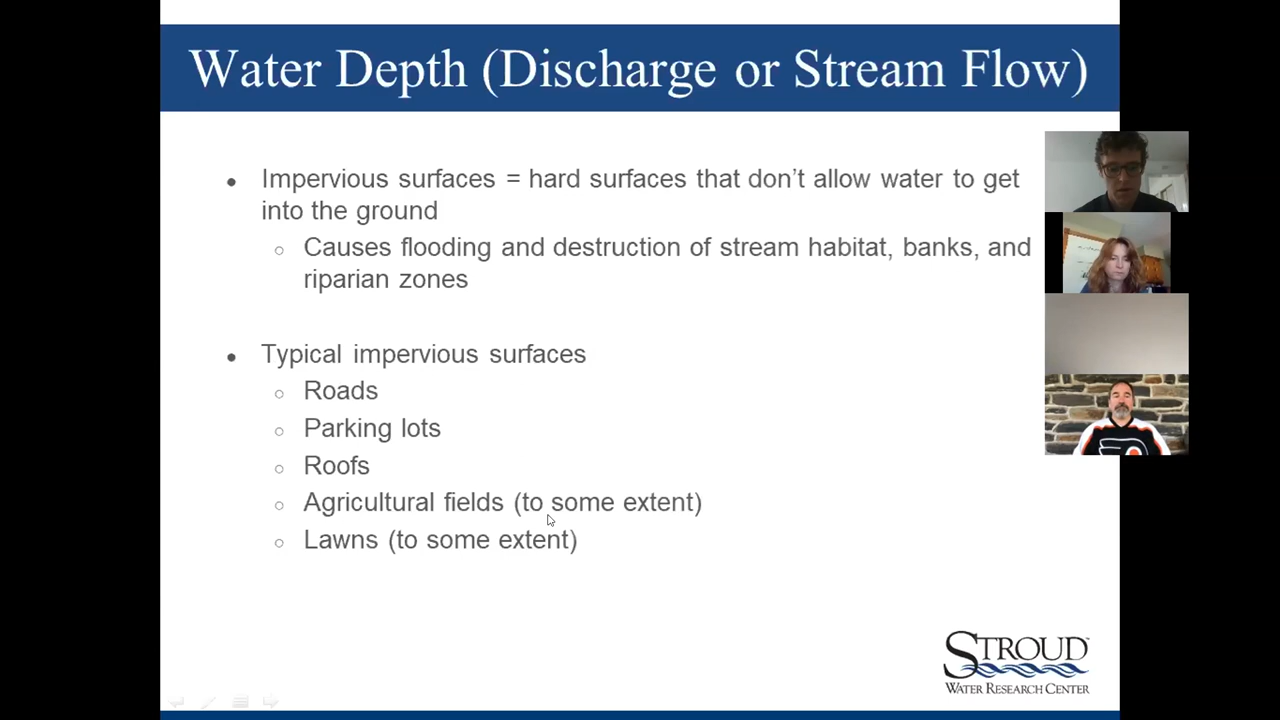 Water Depth (Discharge or Stream Flow)
• Impervious surfaces = hard surfaces that don't allow water to get
into the ground
○ Causes flooding and destruction of stream habitat, banks, and
riparian zones
• Typical impervious surfaces
○ Roads
○ Parking lots
○ Roofs
○ Agricultural fields (to some extent)
○ Lawns (to some extent)
STROUD™
WATER RESEARCH CENTER